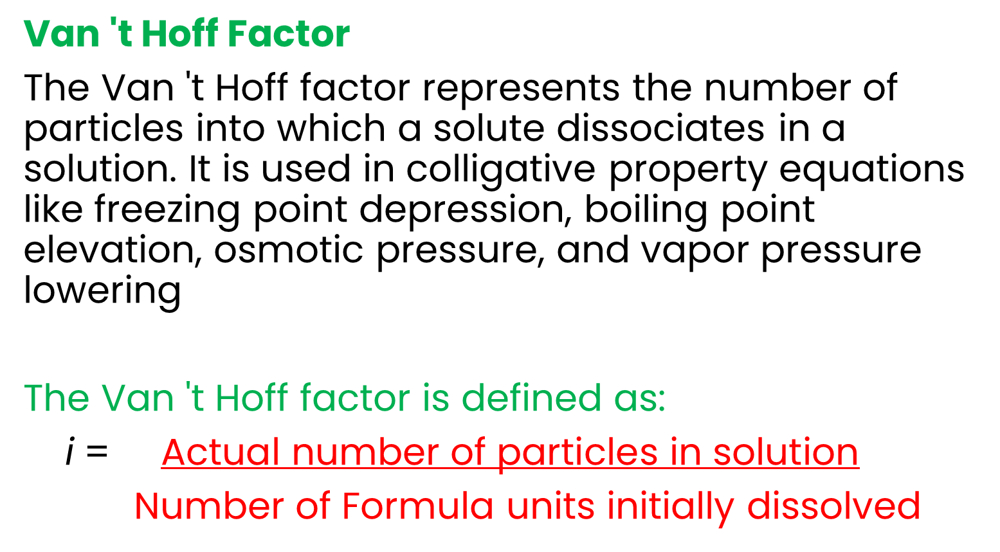 Van 't Hoff Factor
The Van 't Hoff factor represents the number of
particles into which a solute dissociates in a
solution. It is used in colligative property equations
like freezing point depression, boiling point
elevation, osmotic pressure, and vapor pressure
lowering
The Van 't Hoff factor is defined as:
i = Actual number of particles in solution
Number of Formula units initially dissolved